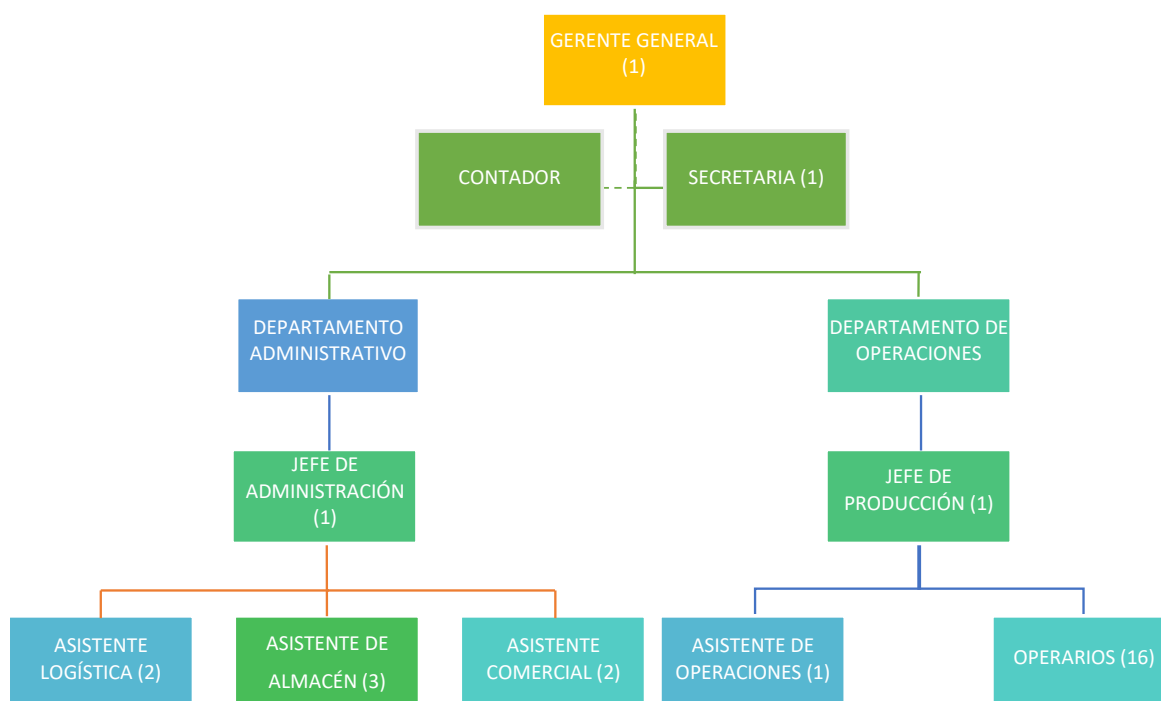 GERENTE GENERAL
(1)
CONTADOR
SECRETARIA (1)
DEPARTAMENTO
ADMINISTRATIVO
DEPARTAMENTO DE
OPERACIONES
JEFE DE
ADMINISTRACIÓN
(1)
JEFE DE
PRODUCCIÓN (1)
ASISTENTE
LOGÍSTICA (2)
ASISTENTE DE
ALMACÉN (3)
ASISTENTE
COMERCIAL (2)
ASISTENTE DE
OPERACIONES (1)
OPERARIOS (16)